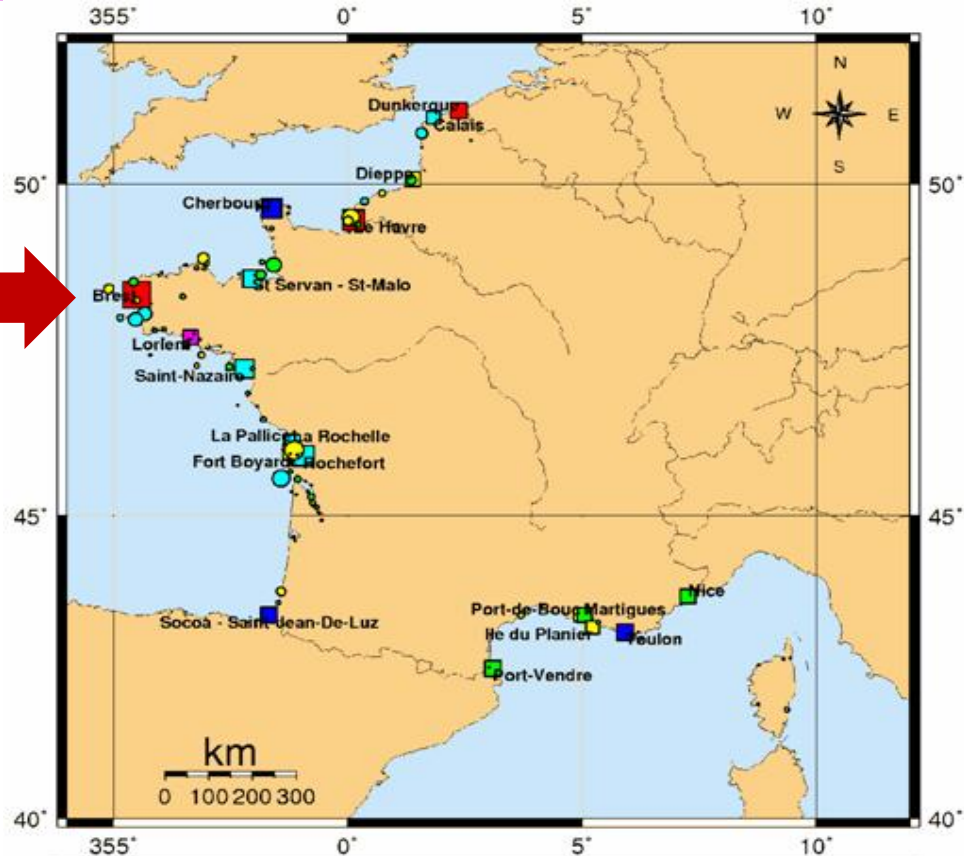 355° 0° 5° 10°
N
W E
S
Dunkerque
Calais
Dieppe
50° 50°
Cherbourg
Le Havre
St Servan - St-Malo
Brest
Lorient
Saint-Nazaire
La Pallice La Rochelle
Fort Boyard Rochefort
45° 45°
Nice
Port-de-Bouc Martigues
Socoa - Saint-Jean-De-Luz
Ile du Planier Toulon
Port-Vendre
km
0 100 200 300
40° 40°
355° 0° 5° 10°